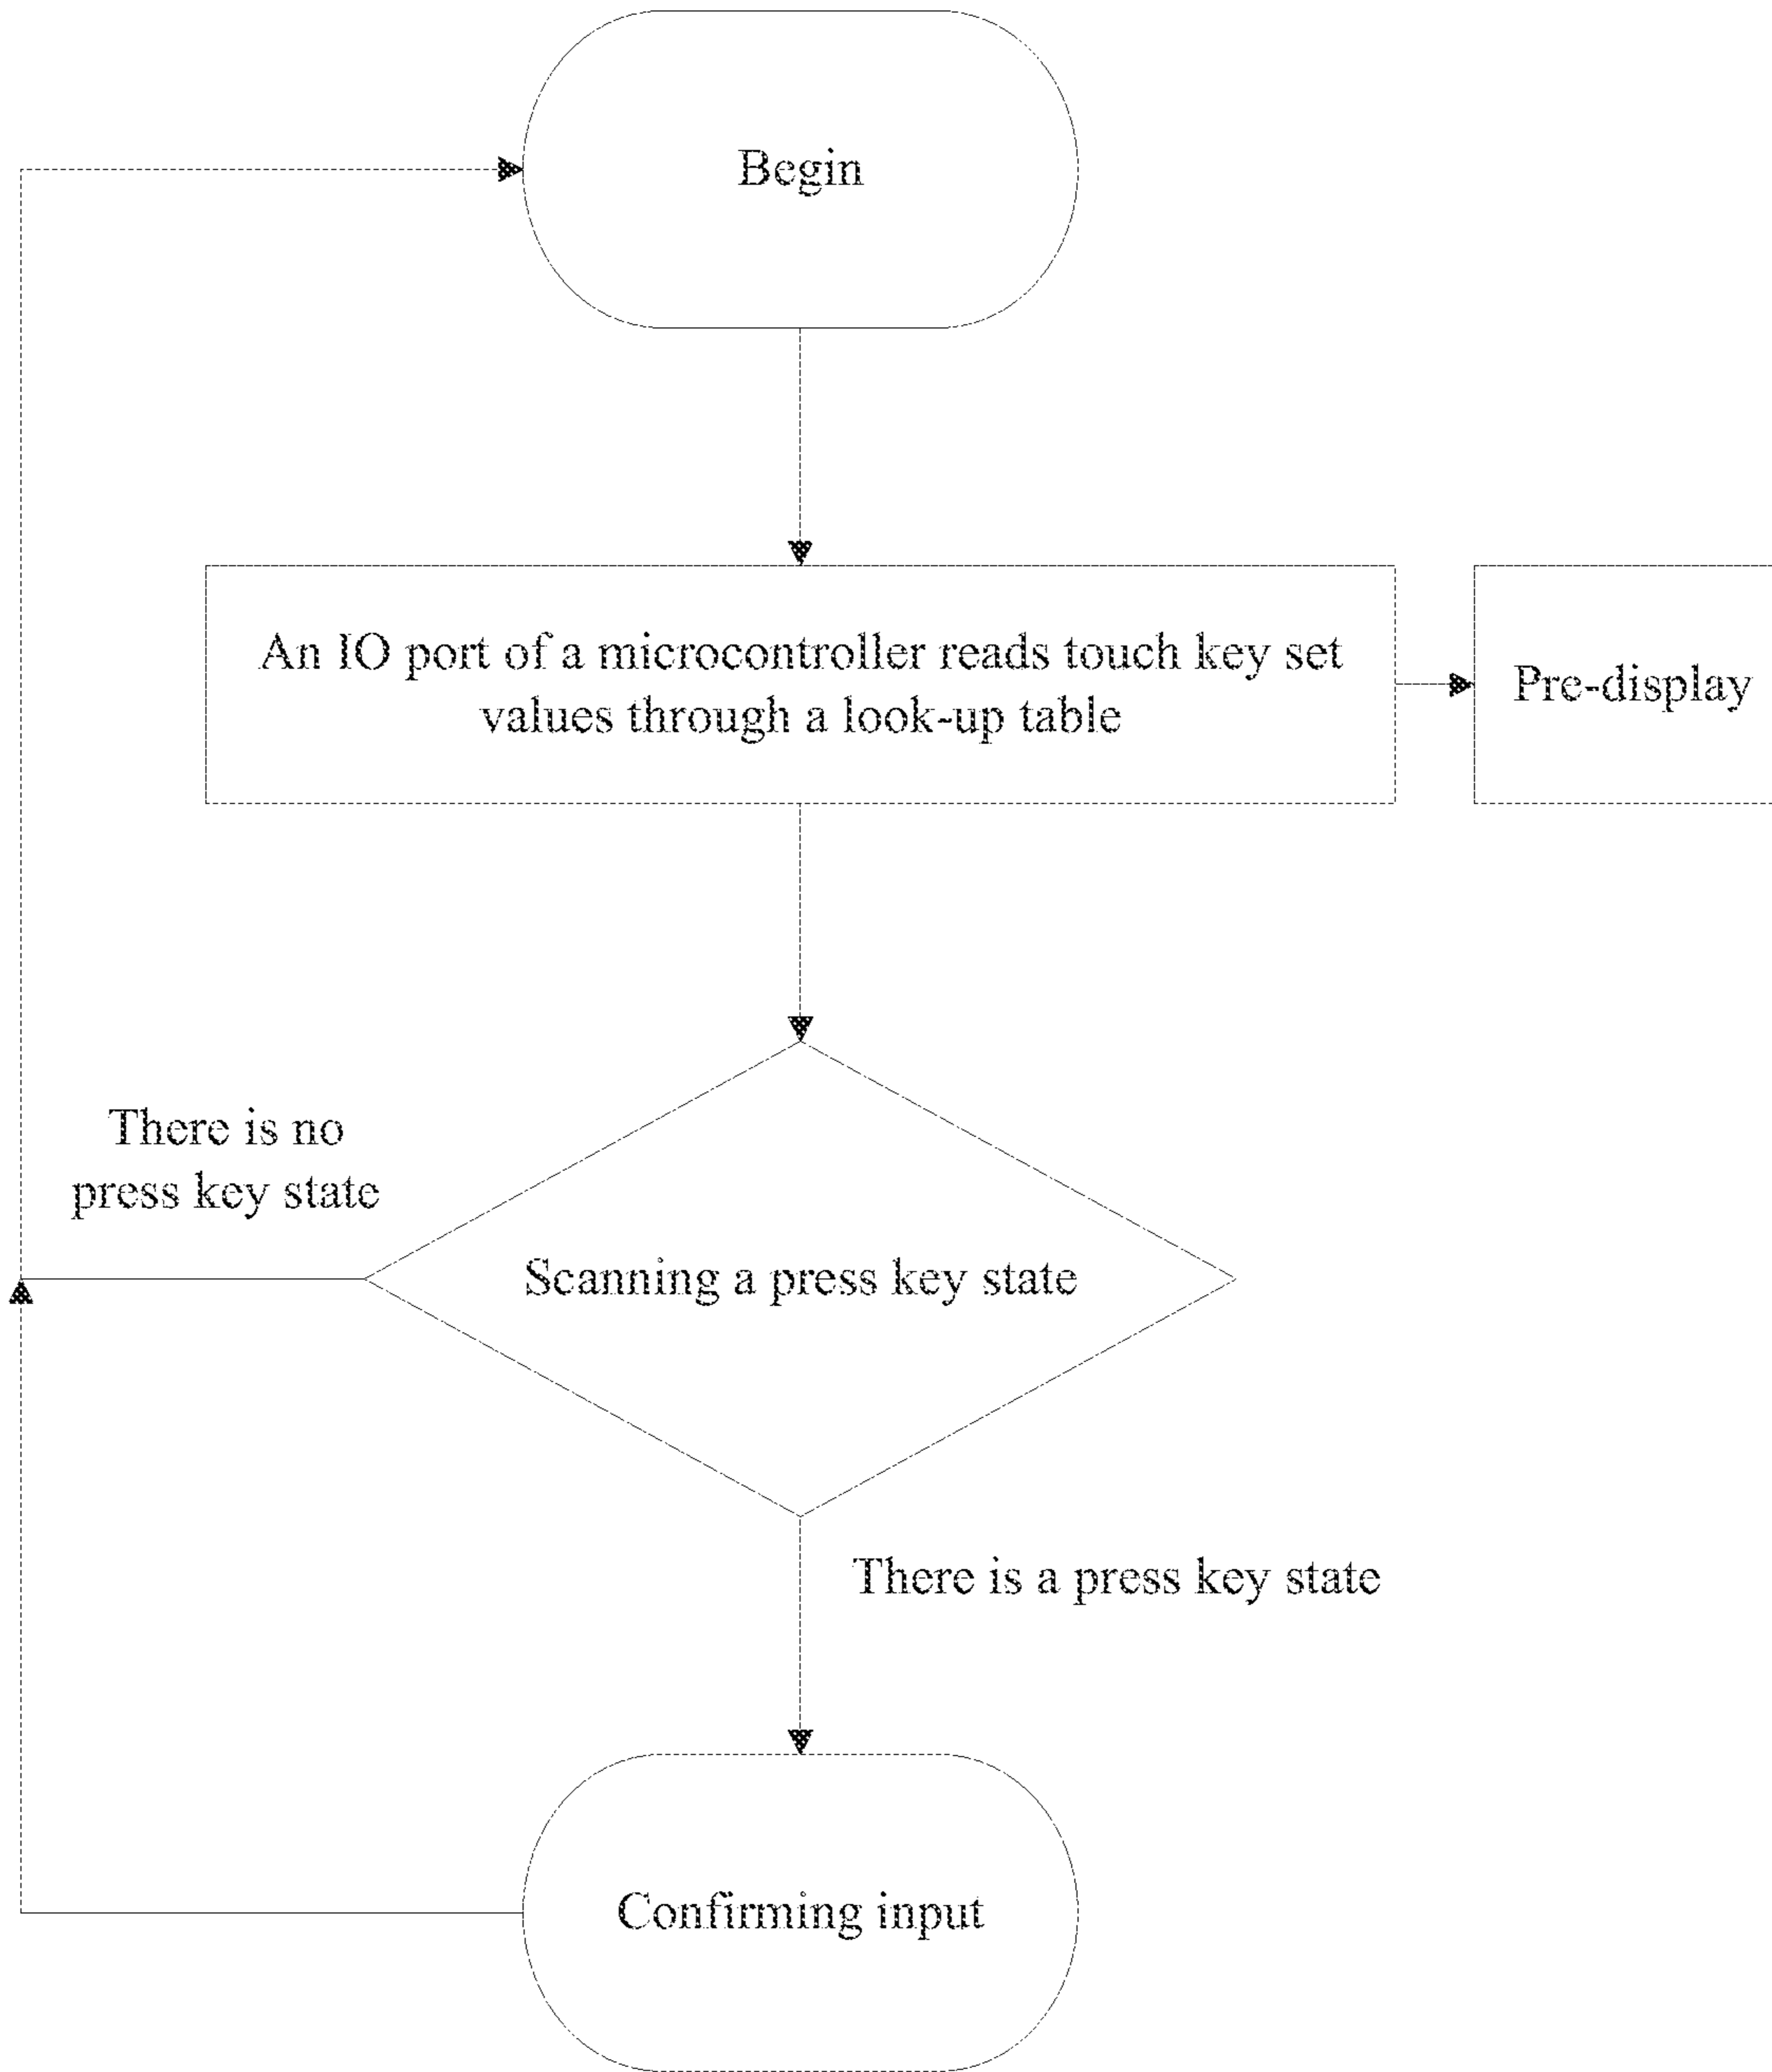 Begin
An IO port of a microcontroller reads touch key set
values through a look-up table
Pre-display
There is no
press key state
Scanning a press key state
There is a press key state
Confirming input